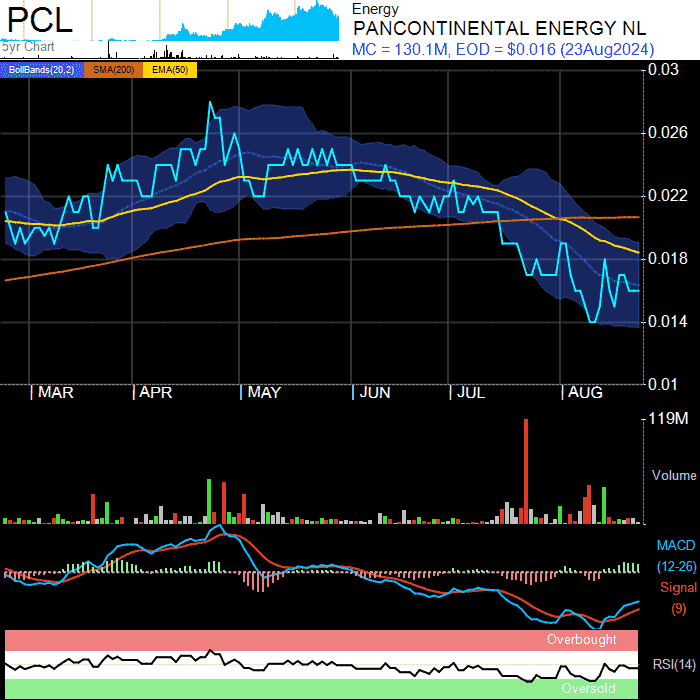 PCL
5yr Chart
Energy
PANCONTINENTAL ENERGY NL
MC = 130.1M, EOD = $0.016 (23Aug2024)
BollBands(20,2) SMA(200) EMA(50)
0.03
0.026
0.022
0.018
0.014
0.01
MAR APR MAY JUN JUL AUG
119M
Volume
MACD
(12-26)
Signal
(9)
Overbought
RSI(14)
Oversold